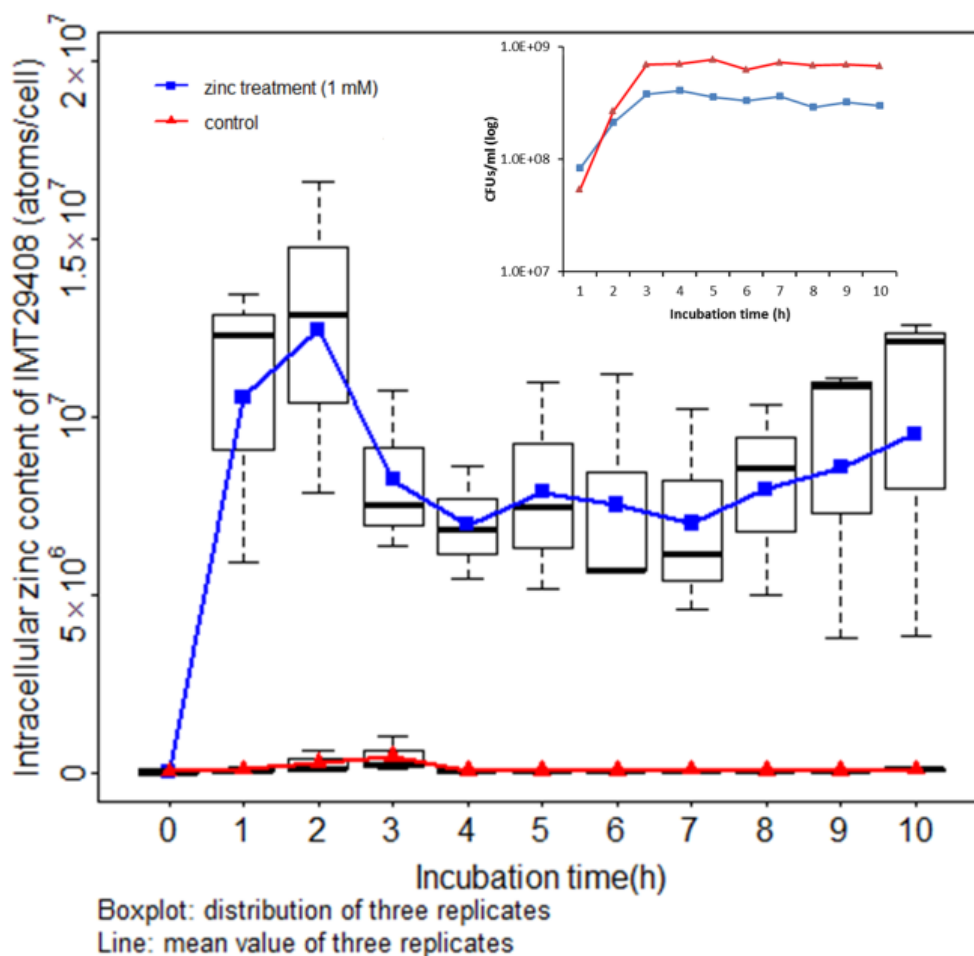 Intracellular zinc content of IMT29408 (atoms/cell)
2 × 10⁷
1.5 × 10⁷
10⁷
5 × 10⁶
0
zinc treatment (1 mM)
control
CFUs/ml (log)
1.0E+09
1.0E+08
1.0E+07
1 2 3 4 5 6 7 8 9 10
Incubation time (h)
0 1 2 3 4 5 6 7 8 9 10
Incubation time(h)
Boxplot: distribution of three replicates
Line: mean value of three replicates